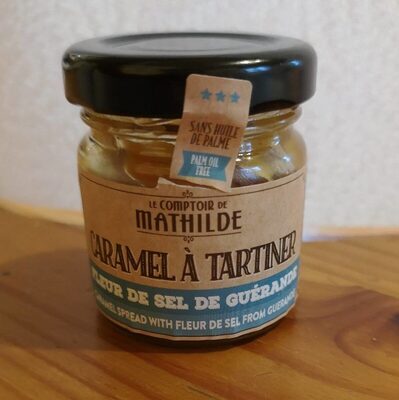 SANS HUILE
DE PALME
PALM OIL
FREE
LE COMPTOIR DE
MATHILDE
CARAMEL À TARTINER
FLEUR DE SEL DE GUÉRANDE
CARAMEL SPREAD WITH FLEUR DE SEL FROM GUERANDE